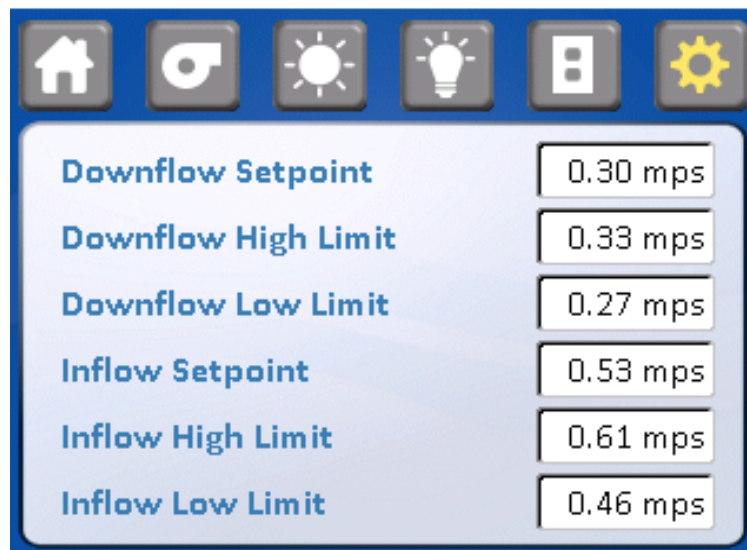 Downflow Setpoint 0.30 mps
Downflow High Limit 0.33 mps
Downflow Low Limit 0.27 mps
Inflow Setpoint 0.53 mps
Inflow High Limit 0.61 mps
Inflow Low Limit 0.46 mps